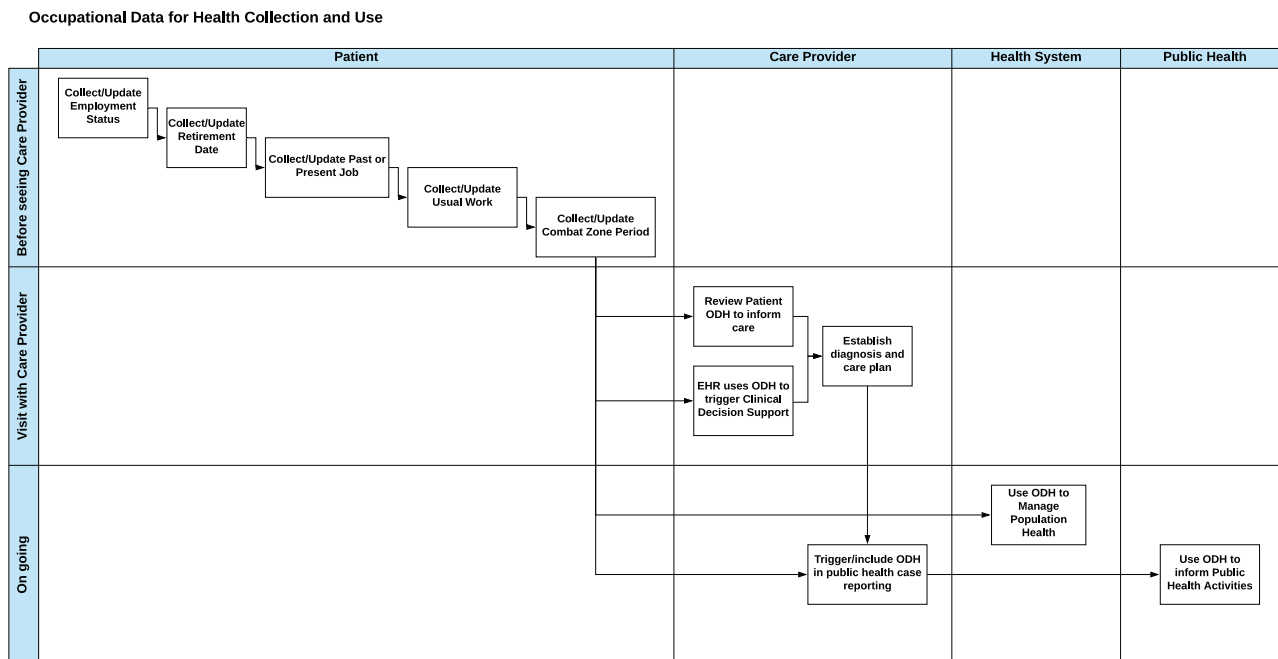 Occupational Data for Health Collection and Use
Patient
Care Provider
Health System
Public Health
Before seeing Care Provider
Collect/Update
Employment
Status
Collect/Update
Retirement
Date
Collect/Update Past or
Present Job
Collect/Update
Usual Work
Collect/Update
Combat Zone Period
Visit with Care Provider
Review Patient
ODH to inform
care
EHR uses ODH to
trigger Clinical
Decision Support
Establish
diagnosis and
care plan
On going
Use ODH to
Manage
Population
Health
Trigger/include ODH
in public health case
reporting
Use ODH to
inform Public
Health Activities